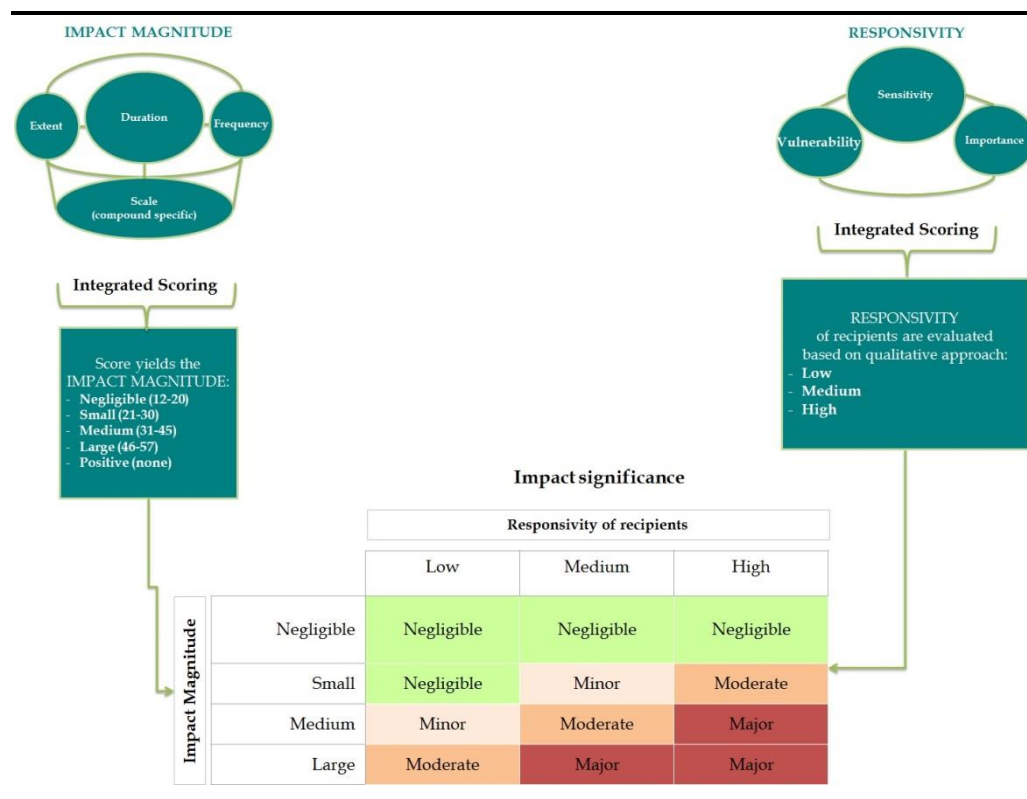 IMPACT MAGNITUDE
Extent
Duration
Frequency
Scale
(compound specific)
Integrated Scoring
Score yields the
IMPACT MAGNITUDE:
- Negligible (12-20)
- Small (21-30)
- Medium (31-45)
- Large (46-57)
- Positive (none)
RESPONSIVITY
Sensitivity
Vulnerability
Importance
Integrated Scoring
RESPONSIVITY
of recipients are evaluated
based on qualitative approach:
- Low
- Medium
- High
Impact significance
Responsivity of recipients
Low Medium High
Impact Magnitude
Negligible Negligible Negligible Negligible
Small Negligible Minor Moderate
Medium Minor Moderate Major
Large Moderate Major Major